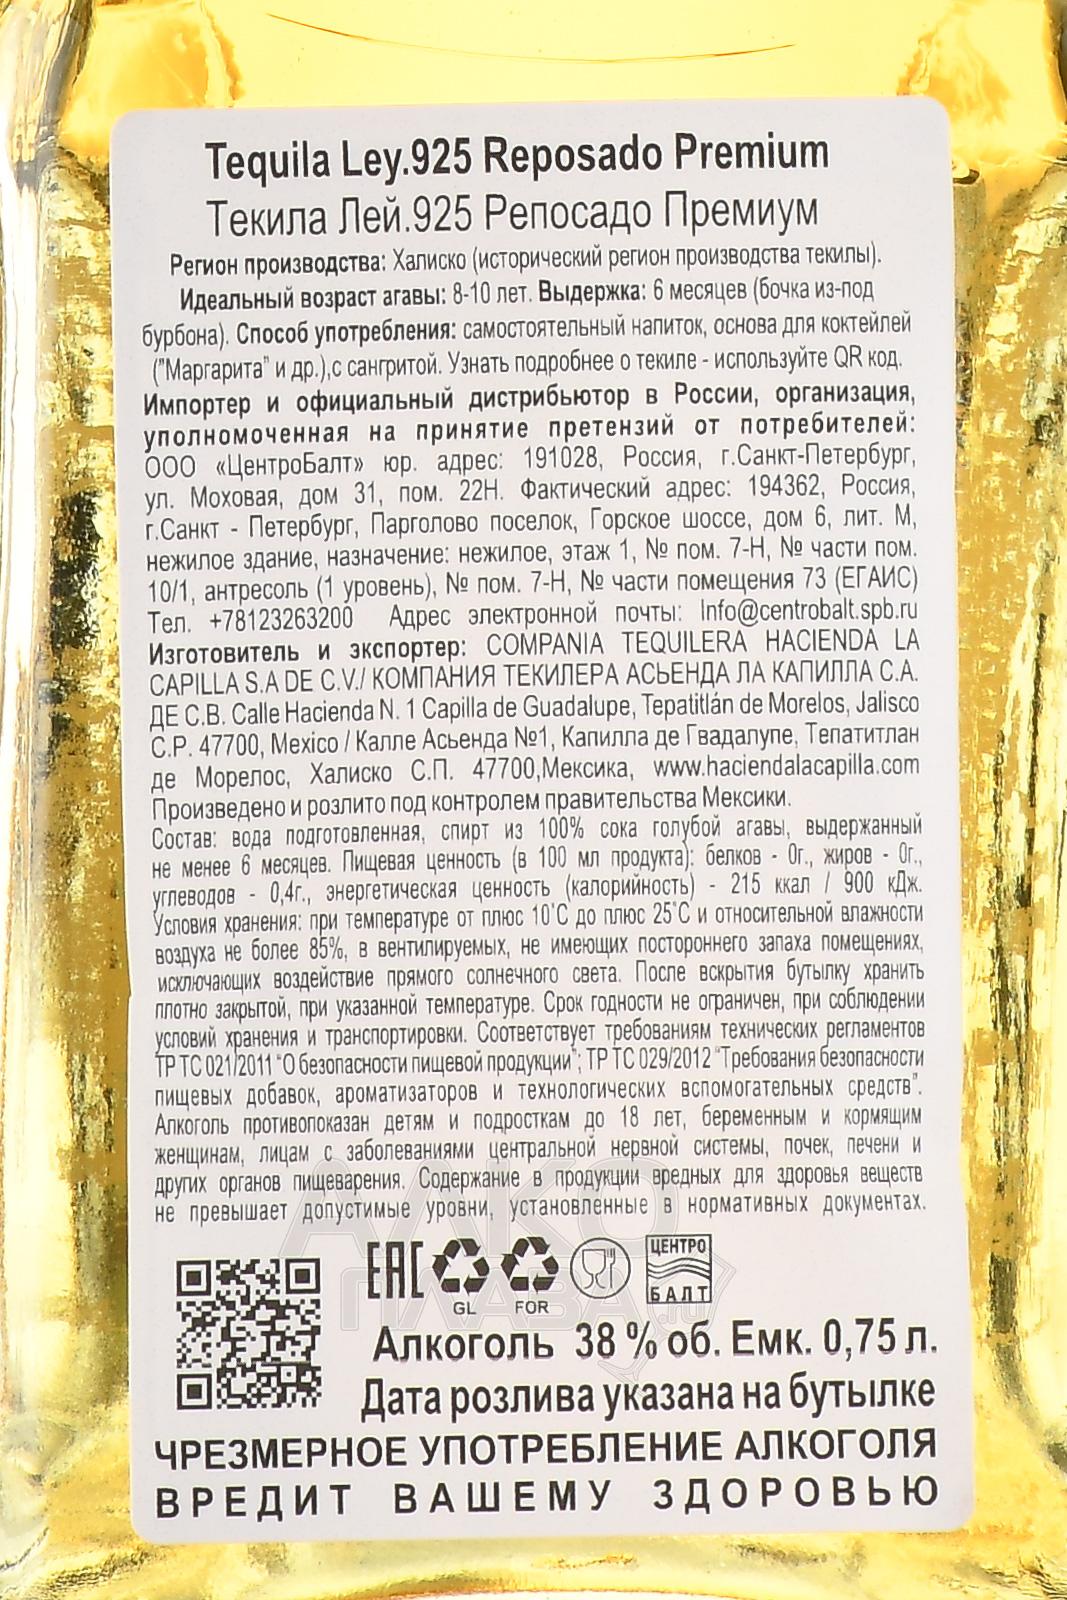 Tequila Ley.925 Reposado Premium
Текила Лей.925 Репосадо Премиум
Регион производства: Халиско (исторический регион производства текилы).
Идеальный возраст агавы: 8-10 лет. Выдержка: 6 месяцев (бочка из-под
бурбона). Способ употребления: самостоятельный напиток, основа для коктейлей
("Маргарита" и др.),с сангритой. Узнать подробнее о текиле - используйте QR код.
Импортер и официальный дистрибьютор в России, организация,
уполномоченная на принятие претензий от потребителей:
ООО «ЦентроБалт» юр. адрес: 191028, Россия, г.Санкт-Петербург,
ул. Моховая, дом 31, пом. 22Н. Фактический адрес: 194362, Россия,
г.Санкт - Петербург, Парголово поселок, Горское шоссе, дом 6, лит. М,
нежилое здание, назначение: нежилое, этаж 1, № пом. 7-Н, № части пом.
10/1, антресоль (1 уровень), № пом. 7-Н, № части помещения 73 (ЕГАИС)
Тел. +78123263200 Адрес электронной почты: Info@centrobalt.spb.ru
Изготовитель и экспортер: COMPANIA TEQUILERA HACIENDA LA
CAPILLA S.A DE C.V./ КОМПАНИЯ ТЕКИЛЕРА АСЬЕНДА ЛА КАПИЛЛА С.А.
ДЕ С.В. Calle Hacienda N. 1 Capilla de Guadalupe, Tepatitlán de Morelos, Jalisco
C.P. 47700, Mexico / Калле Асьенда №1, Капилла де Гвадалупе, Тепатитлан
де Морелос, Халиско С.П. 47700,Мексика, www.haciendalacapilla.com
Произведено и розлито под контролем правительства Мексики.
Состав: вода подготовленная, спирт из 100% сока голубой агавы, выдержанный
не менее 6 месяцев. Пищевая ценность (в 100 мл продукта): белков - 0г., жиров - 0г.,
углеводов - 0,4г., энергетическая ценность (калорийность) - 215 ккал / 900 кДж.
Условия хранения: при температуре от плюс 10˚С до плюс 25˚С и относительной влажности
воздуха не более 85%, в вентилируемых, не имеющих постороннего запаха помещениях,
исключающих воздействие прямого солнечного света. После вскрытия бутылку хранить
плотно закрытой, при указанной температуре. Срок годности не ограничен, при соблюдении
условий хранения и транспортировки. Соответствует требованиям технических регламентов
ТР ТС 021/2011 "О безопасности пищевой продукции"; ТР ТС 029/2012 "Требования безопасности
пищевых добавок, ароматизаторов и технологических вспомогательных средств".
Алкоголь противопоказан детям и подросткам до 18 лет, беременным и кормящим
женщинам, лицам с заболеваниями центральной нервной системы, почек, печени и
других органов пищеварения. Содержание в продукции вредных для здоровья веществ
не превышает допустимые уровни, установленные в нормативных документах.
ЕАС
GL FOR
ЦЕНТРО
БАЛТ
АЛКО
ПЛАВА.ru
Алкоголь 38 % об. Емк. 0,75 л.
Дата розлива указана на бутылке
ЧРЕЗМЕРНОЕ УПОТРЕБЛЕНИЕ АЛКОГОЛЯ
ВРЕДИТ ВАШЕМУ ЗДОРОВЬЮ